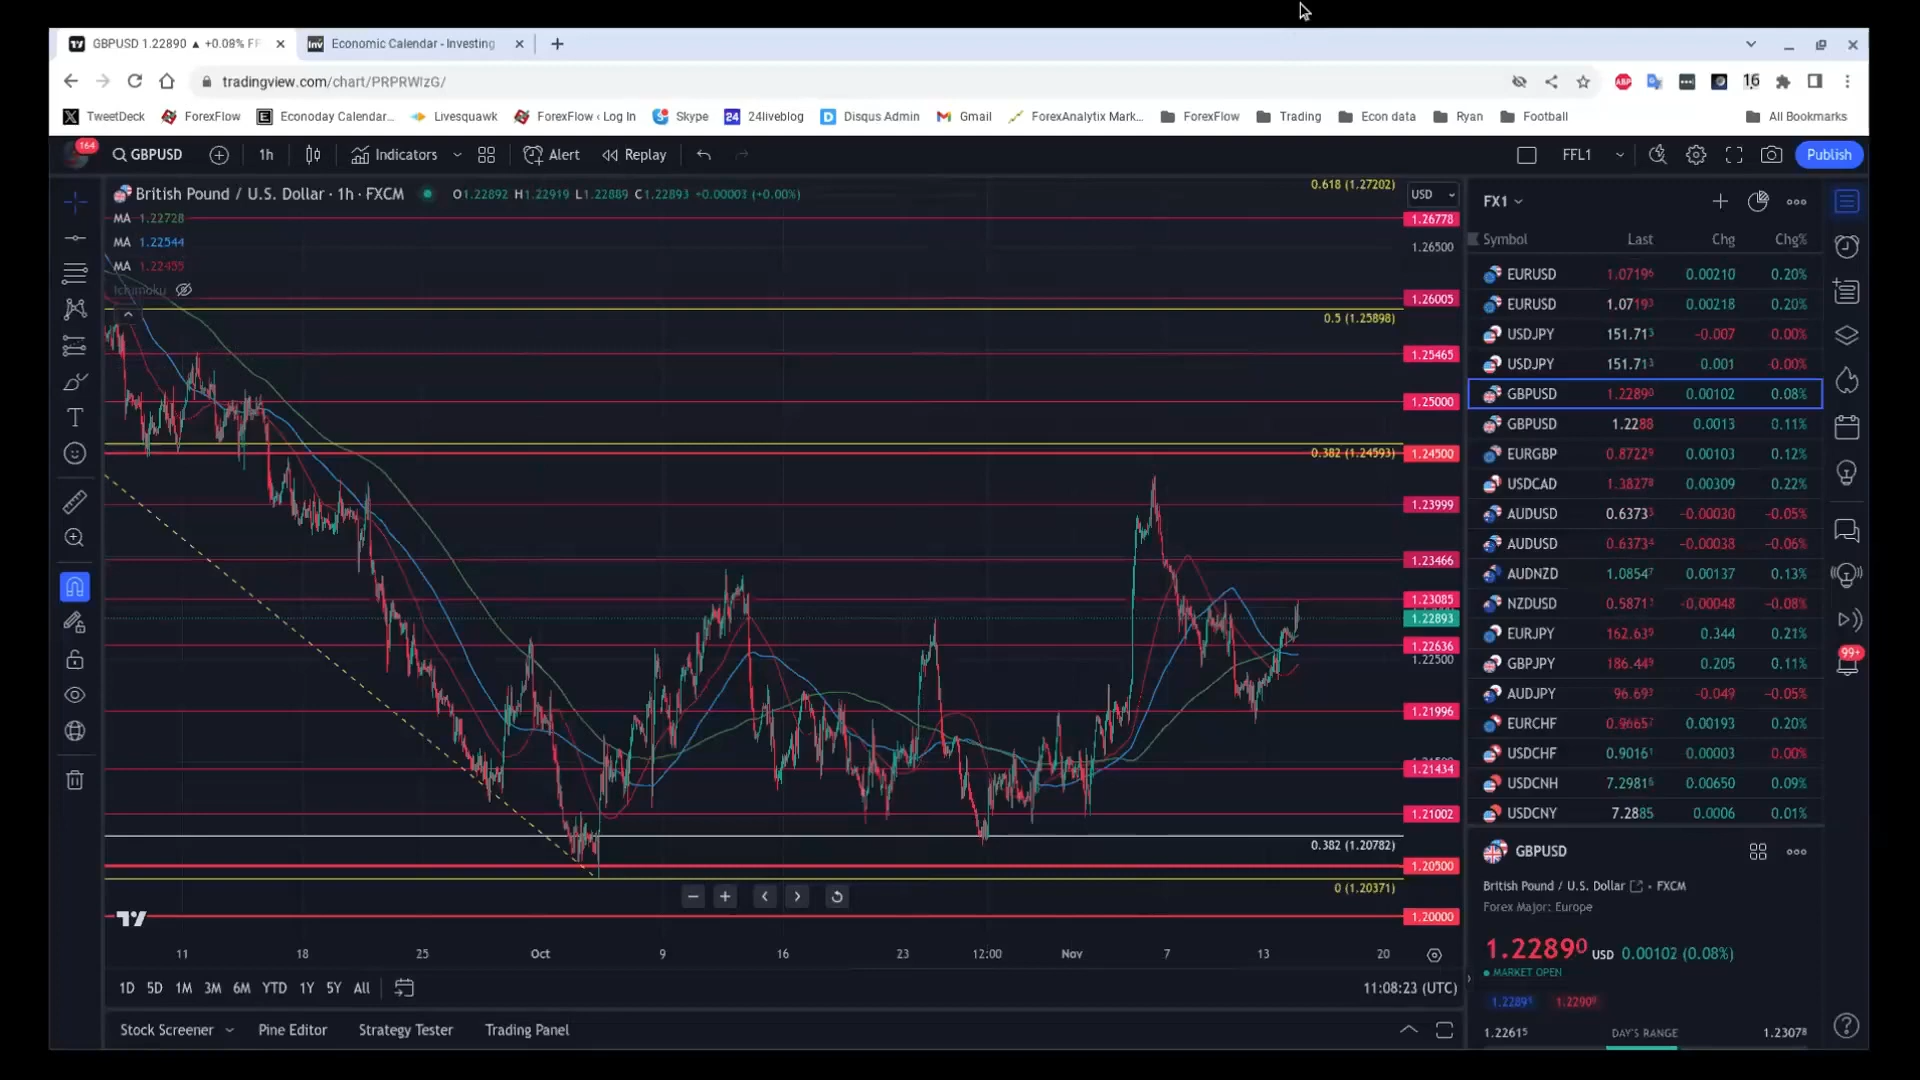 GBPUSD 1.22890 ▲ +0.08% FF
Economic Calendar - Investing
tradingview.com/chart/PRPRWIzG/
TweetDeck ForexFlow Econoday Calendar... Livesquawk ForexFlow ‹ Log In Skype 24liveblog Disqus Admin Gmail ForexAnalytix Mark... ForexFlow Trading Econ data Ryan Football All Bookmarks
164 GBPUSD 1h Indicators Alert Replay FFL1 Publish
British Pound / U.S. Dollar · 1h · FXCM O1.22892 H1.22919 L1.22889 C1.22893 +0.00003 (+0.00%)
MA 1.22728
MA 1.22544
MA 1.22455
Ichimoku
0.618 (1.27202)
USD
1.26778
1.26500
1.26005
0.5 (1.25898)
1.25465
1.25000
0.382 (1.24593)
1.24500
1.23999
1.23466
1.23085
1.22893
1.22636
1.22500
1.21996
1.21434
1.21002
0.382 (1.20782)
1.20500
0 (1.20371)
1.20000
11 18 25 Oct 9 16 23 12:00 Nov 7 13 20
1D 5D 1M 3M 6M YTD 1Y 5Y All
11:08:23 (UTC)
Stock Screener Pine Editor Strategy Tester Trading Panel
FX1
Symbol Last Chg Chg%
EURUSD 1.07196 0.00210 0.20%
EURUSD 1.07193 0.00218 0.20%
USDJPY 151.713 -0.007 0.00%
USDJPY 151.713 0.001 -0.00%
GBPUSD 1.22890 0.00102 0.08%
GBPUSD 1.2288 0.0013 0.11%
EURGBP 0.87229 0.00103 0.12%
USDCAD 1.38278 0.00309 0.22%
AUDUSD 0.63735 -0.00030 -0.05%
AUDUSD 0.63734 -0.00038 -0.06%
AUDNZD 1.08547 0.00137 0.13%
NZDUSD 0.58711 -0.00048 -0.08%
EURJPY 162.635 0.344 0.21%
GBPJPY 186.449 0.205 0.11%
AUDJPY 96.693 -0.049 -0.05%
EURCHF 0.96657 0.00193 0.20%
USDCHF 0.90161 0.00003 0.00%
USDCNH 7.29816 0.00650 0.09%
USDCNY 7.2885 0.0006 0.01%
99+
GBPUSD
British Pound / U.S. Dollar • FXCM
Forex Major: Europe
1.22890 USD 0.00102 (0.08%)
MARKET OPEN
1.22891 1.22900
1.22615 DAY'S RANGE 1.23078